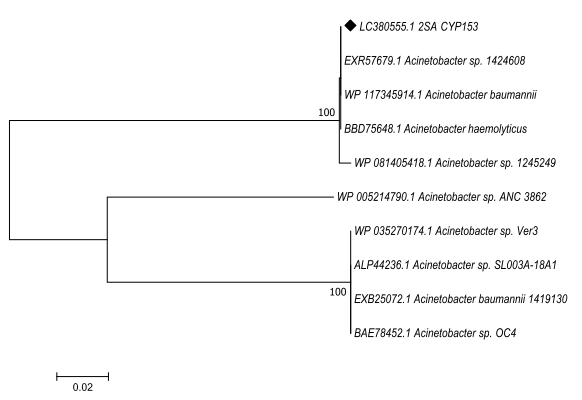 LC380555.1 2SA CYP153
EXR57679.1 Acinetobacter sp. 1424608
WP 117345914.1 Acinetobacter baumannii
100
BBD75648.1 Acinetobacter haemolyticus
WP 081405418.1 Acinetobacter sp. 1245249
WP 005214790.1 Acinetobacter sp. ANC 3862
WP 035270174.1 Acinetobacter sp. Ver3
ALP44236.1 Acinetobacter sp. SL003A-18A1
100
EXB25072.1 Acinetobacter baumannii 1419130
BAE78452.1 Acinetobacter sp. OC4
0.02